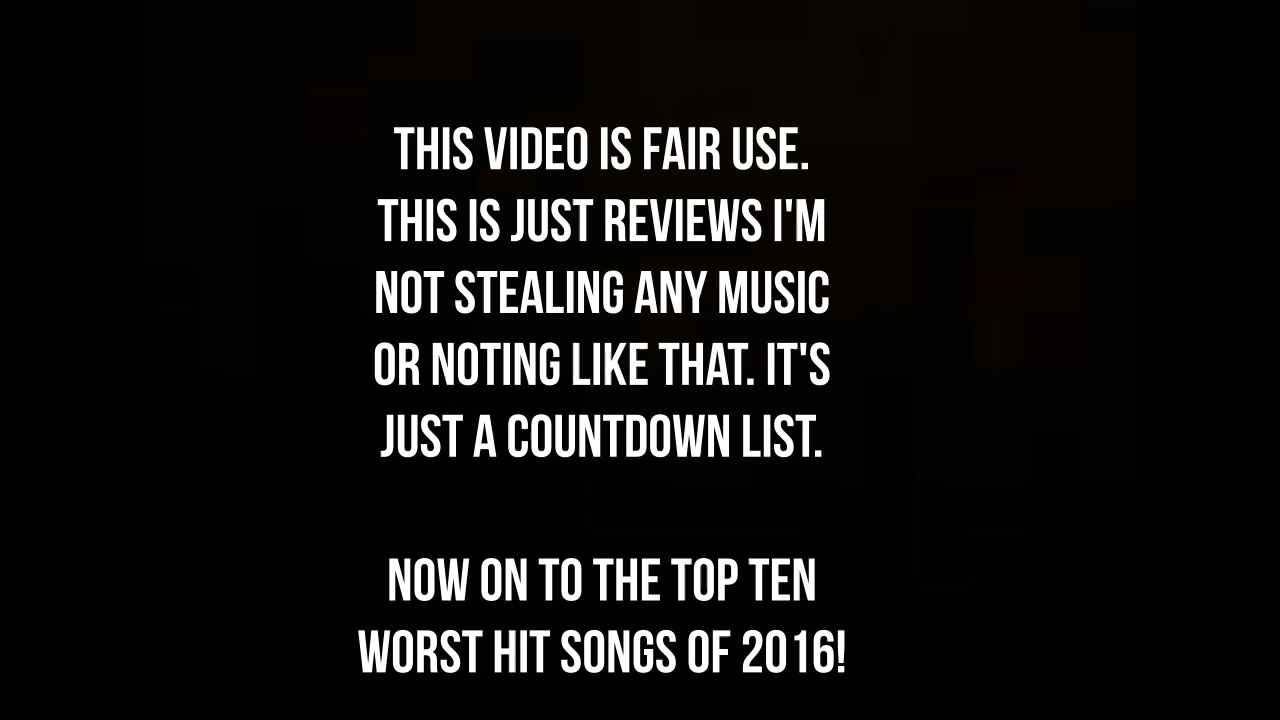 THIS VIDEO IS FAIR USE.
THIS IS JUST REVIEWS I'M
NOT STEALING ANY MUSIC
OR NOTING LIKE THAT. IT'S
JUST A COUNTDOWN LIST.
NOW ON TO THE TOP TEN
WORST HIT SONGS OF 2016!